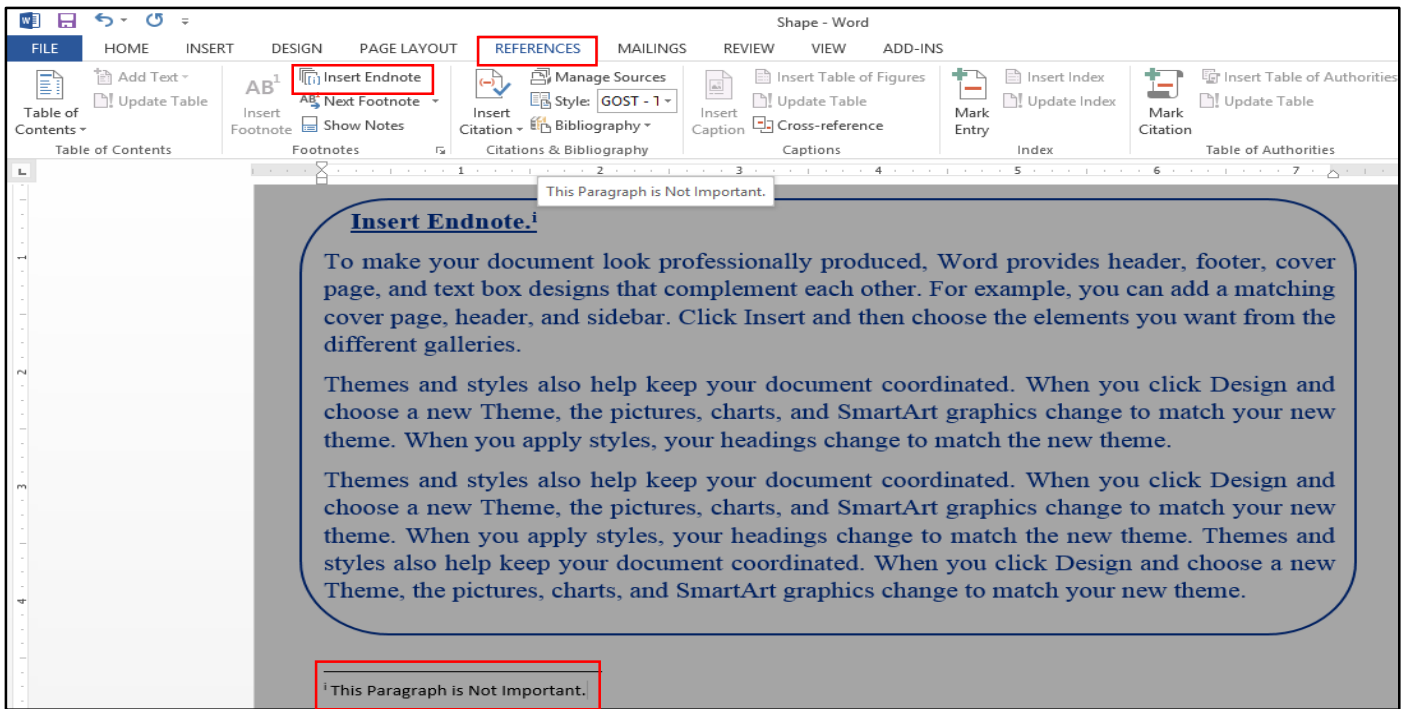 Shape - Word
FILE HOME INSERT DESIGN PAGE LAYOUT REFERENCES MAILINGS REVIEW VIEW ADD-INS
Table of Contents
Add Text
Update Table
Table of Contents
AB1
Insert Footnote
Insert Endnote
AB1 Next Footnote
Show Notes
Footnotes
Insert Citation
Manage Sources
Style: GOST - T
Bibliography
Citations & Bibliography
Insert Caption
Insert Table of Figures
Update Table
Cross-reference
Captions
Mark Entry
Insert Index
Update Index
Index
Mark Citation
Insert Table of Authorities
Update Table
Table of Authorities
1 2 3 4 5 6 7
This Paragraph is Not Important.
Insert Endnote.i
To make your document look professionally produced, Word provides header, footer, cover
page, and text box designs that complement each other. For example, you can add a matching
cover page, header, and sidebar. Click Insert and then choose the elements you want from the
different galleries.
Themes and styles also help keep your document coordinated. When you click Design and
choose a new Theme, the pictures, charts, and SmartArt graphics change to match your new
theme. When you apply styles, your headings change to match the new theme.
Themes and styles also help keep your document coordinated. When you click Design and
choose a new Theme, the pictures, charts, and SmartArt graphics change to match your new
theme. When you apply styles, your headings change to match the new theme. Themes and
styles also help keep your document coordinated. When you click Design and choose a new
Theme, the pictures, charts, and SmartArt graphics change to match your new theme.
i This Paragraph is Not Important.
1
2
3
4